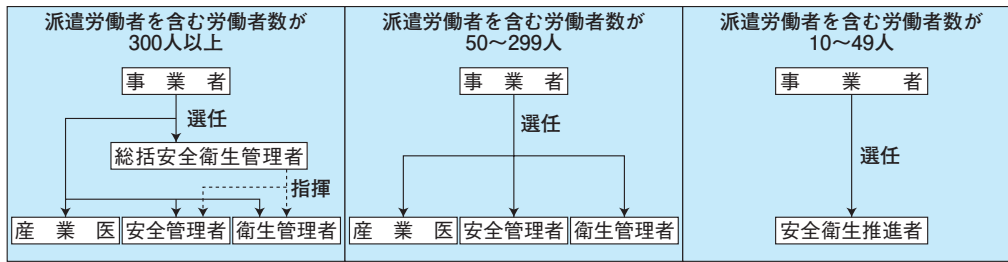 派遣労働者を含む労働者数が
300人以上
事業者
選任
総括安全衛生管理者
指揮
産業医
安全管理者
衛生管理者
派遣労働者を含む労働者数が
50〜299人
事業者
選任
産業医
安全管理者
衛生管理者
派遣労働者を含む労働者数が
10〜49人
事業者
選任
安全衛生推進者